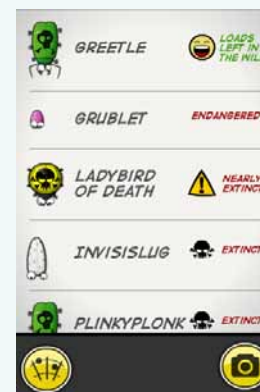 GREETLE
LOADS
LEFT IN
THE WIL
GRUBLET
ENDANGERED
LADYBIRD
OF DEATH
NEARLY
EXTINCT
INVISISLUG
EXTINCT
PLINKYPLONK
EXTINCT